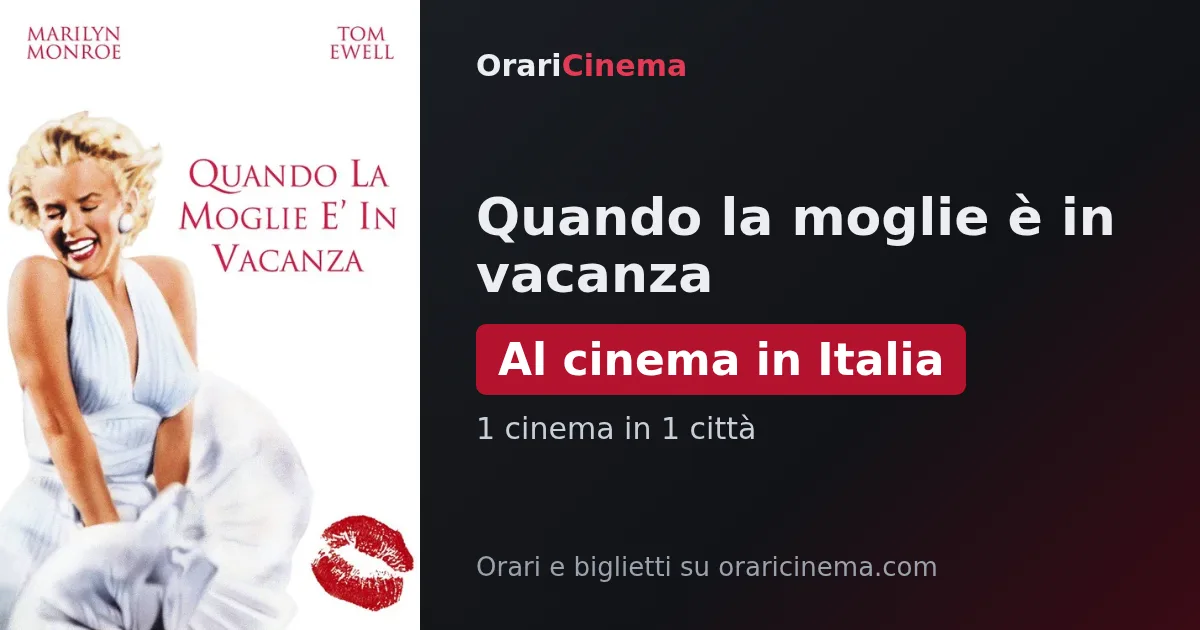 MARILYN
MONROE
TOM
EWELL
QUANDO LA
MOGLIE E' IN
VACANZA
OrariCinema
Quando la moglie è in
vacanza
Al cinema in Italia
1 cinema in 1 città
Orari e biglietti su oraricinema.com